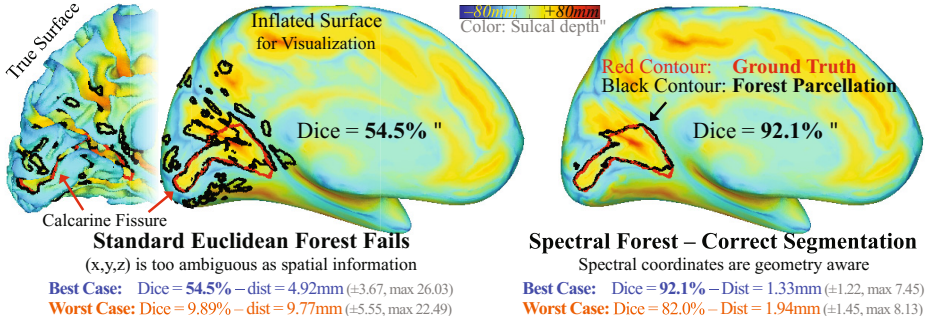 True Surface
Inflated Surface
for Visualization
–80mm +80mm
Color: Sulcal depth"
Dice = 54.5% "
Calcarine Fissure
Standard Euclidean Forest Fails
(x,y,z) is too ambiguous as spatial information
Best Case: Dice = 54.5% – dist = 4.92mm (±3.67, max 26.03)
Worst Case: Dice = 9.89% – dist = 9.77mm (±5.55, max 22.49)
Red Contour: Ground Truth
Black Contour: Forest Parcellation
Dice = 92.1% "
Spectral Forest – Correct Segmentation
Spectral coordinates are geometry aware
Best Case: Dice = 92.1% – Dist = 1.33mm (±1.22, max 7.45)
Worst Case: Dice = 82.0% – Dist = 1.94mm (±1.45, max 8.13)